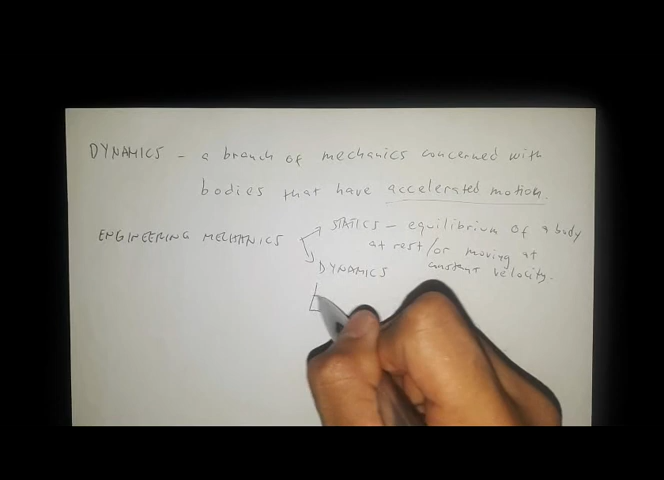 DYNAMICS - a branch of mechanics concerned with
bodies that have accelerated motion.
ENGINEERING MECHANICS
STATICS - equilibrium of a body
at rest/or moving at
constant velocity.
DYNAMICS